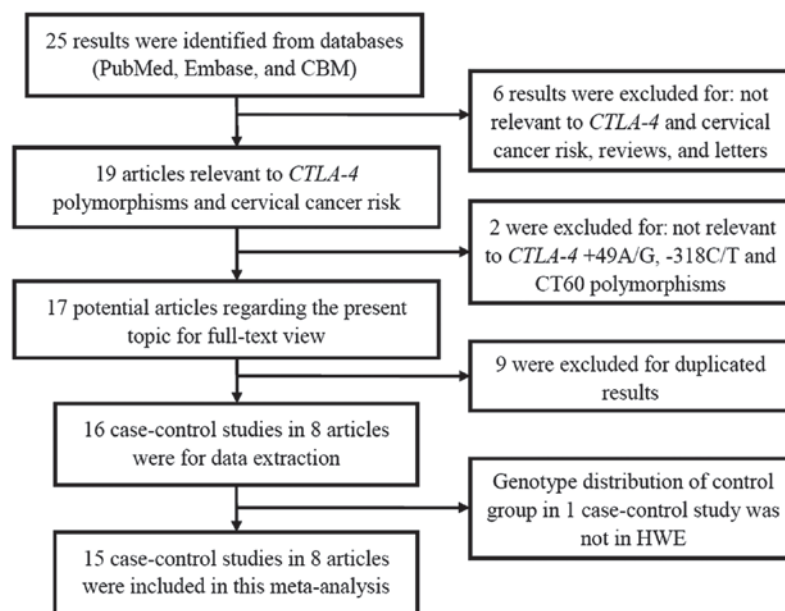 25 results were identified from databases
(PubMed, Embase, and CBM)
6 results were excluded for: not
relevant to CTLA-4 and cervical
cancer risk, reviews, and letters
19 articles relevant to CTLA-4
polymorphisms and cervical cancer risk
2 were excluded for: not relevant
to CTLA-4 +49A/G, -318C/T and
CT60 polymorphisms
17 potential articles regarding the present
topic for full-text view
9 were excluded for duplicated
results
16 case-control studies in 8 articles
were for data extraction
Genotype distribution of control
group in 1 case-control study was
not in HWE
15 case-control studies in 8 articles
were included in this meta-analysis